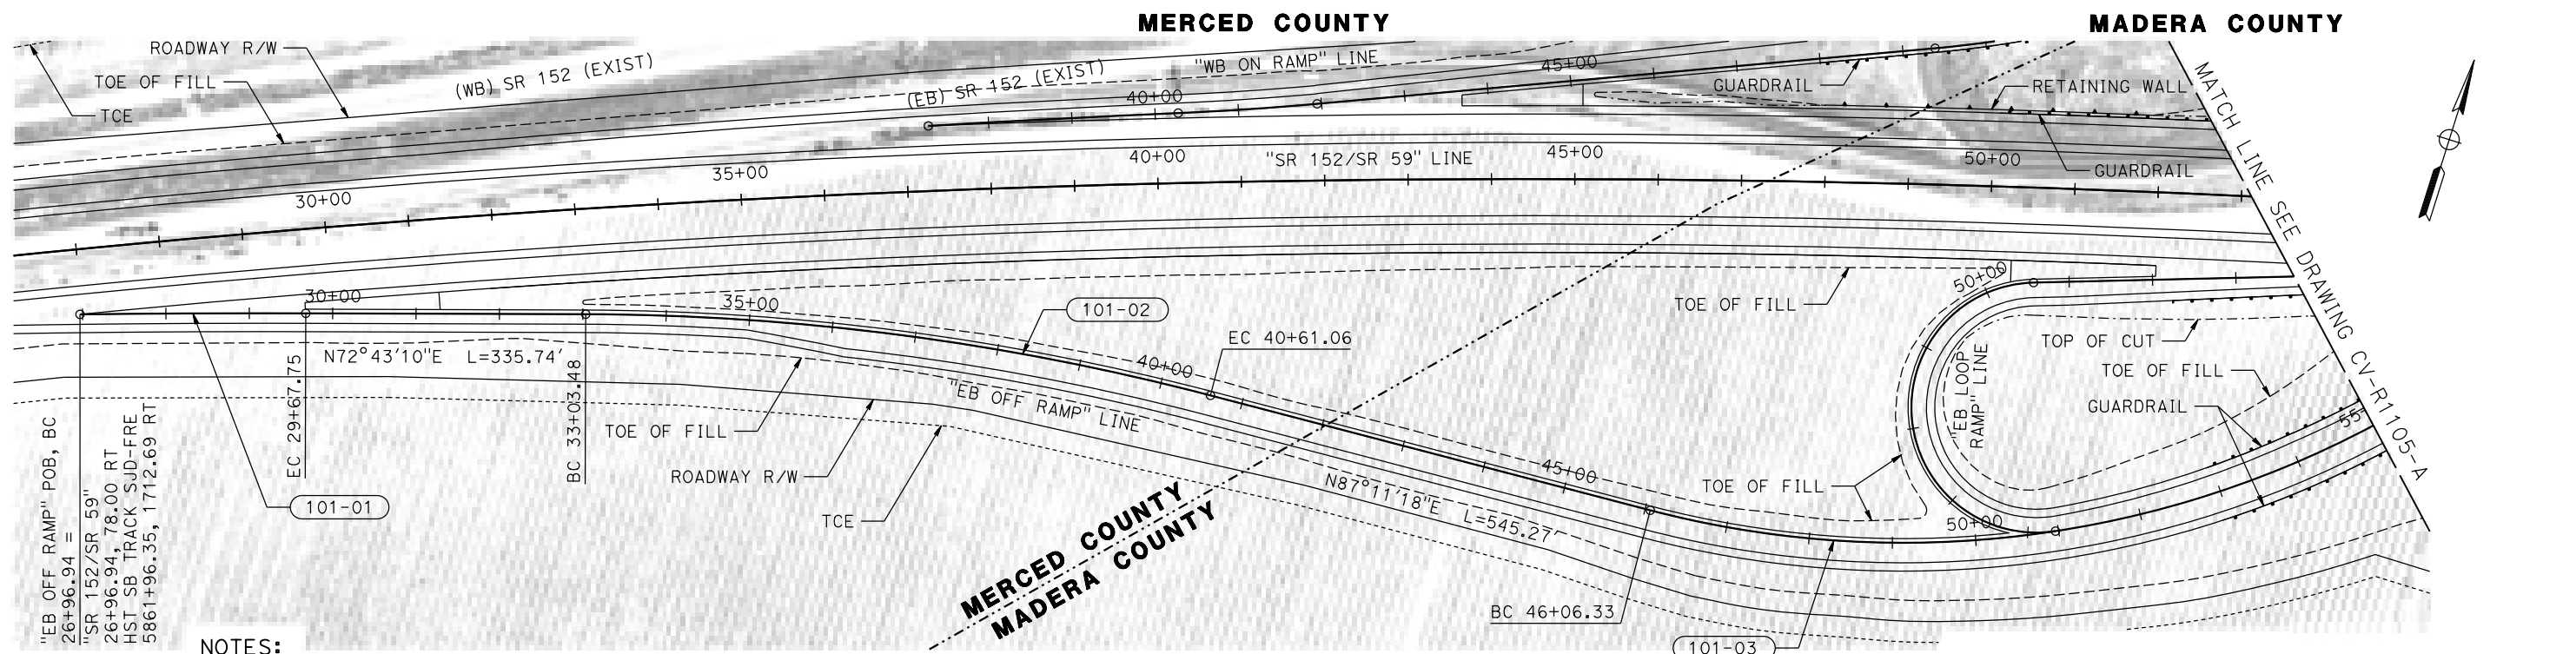 MERCED COUNTY
MADERA COUNTY
ROADWAY R/W
TOE OF FILL
TCE
(WB) SR 152 (EXIST)
(EB) SR 152 (EXIST)
"WB ON RAMP" LINE
40+00
45+00
GUARDRAIL
RETAINING WALL
GUARDRAIL
MATCH LINE SEE DRAWING CV-R1105-A
30+00
35+00
40+00
"SR 152/SR 59" LINE
45+00
50+00
30+00
35+00
101-02
EC 40+61.06
40+00
TOE OF FILL
50+00
TOP OF CUT
TOE OF FILL
GUARDRAIL
"EB LOOP
RAMP" LINE
55
N72°43'10"E L=335.74'
EC 29+67.75
BC 33+03.48
"EB OFF RAMP" LINE
TOE OF FILL
ROADWAY R/W
TCE
101-01
45+00
N87°11'18"E L=545.27'
TOE OF FILL
50+00
MERCED COUNTY
MADERA COUNTY
BC 46+06.33
101-03
"EB OFF RAMP" POB, BC
26+96.94 =
"SR 152/SR 59"
26+96.94, 78.00 RT
HST SB TRACK SJD-FRE
5861+96.35, 1712.69 RT
NOTES: